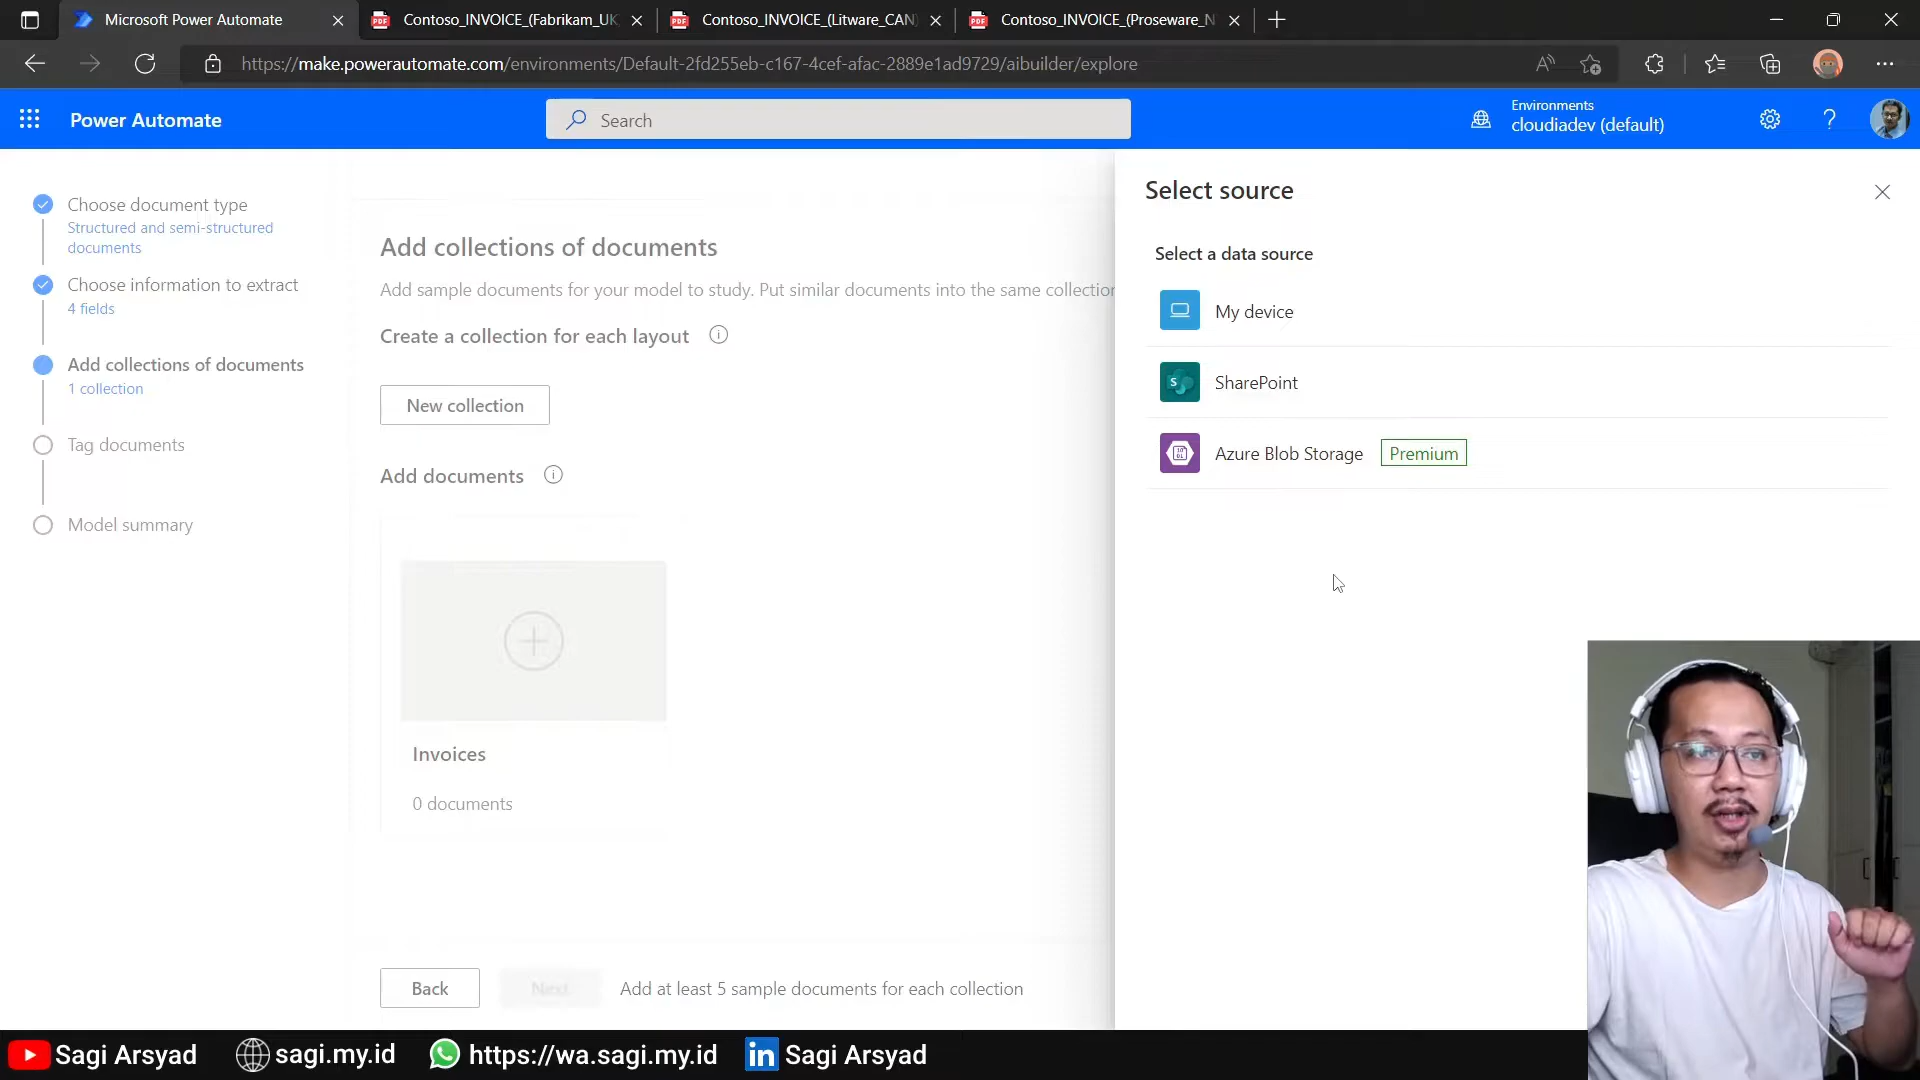 Microsoft Power Automate
Contoso_INVOICE_(Fabrikam_UK
Contoso_INVOICE_(Litware_CAN)
Contoso_INVOICE_(Proseware_N
https://make.powerautomate.com/environments/Default-2fd255eb-c167-4cef-afac-2889e1ad9729/aibuilder/explore
Power Automate
Search
Environments
cloudiadev (default)
Choose document type
Structured and semi-structured
documents
Choose information to extract
4 fields
Add collections of documents
1 collection
Tag documents
Model summary
Add collections of documents
Add sample documents for your model to study. Put similar documents into the same collection
Create a collection for each layout
New collection
Add documents
Invoices
0 documents
Back
Next
Add at least 5 sample documents for each collection
Select source
Select a data source
My device
SharePoint
Azure Blob Storage
Premium
Sagi Arsyad
sagi.my.id
https://wa.sagi.my.id
Sagi Arsyad